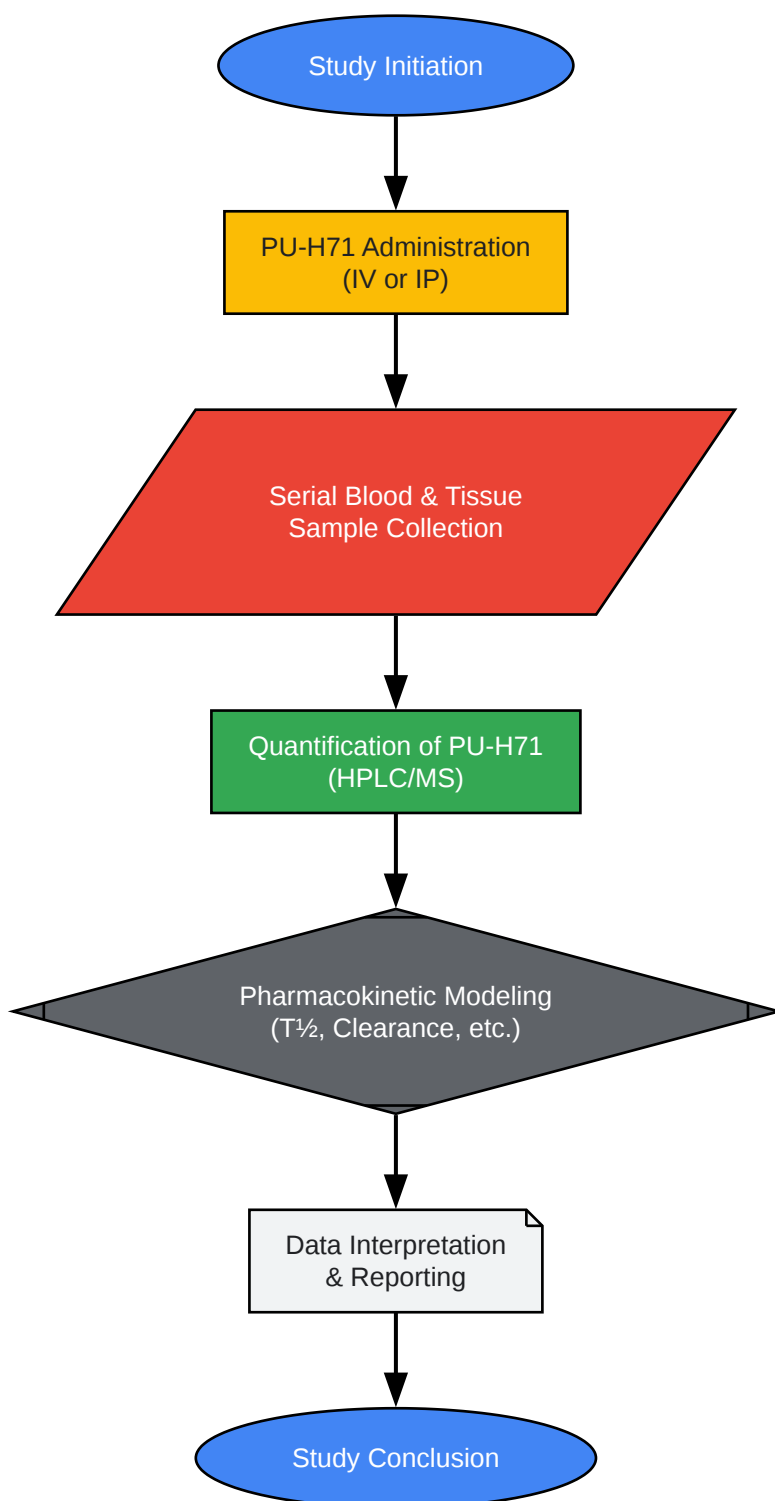 Study Initiation
PU-H71 Administration
(IV or IP)
Serial Blood & Tissue
Sample Collection
Quantification of PU-H71
(HPLC/MS)
Pharmacokinetic Modeling
(T½, Clearance, etc.)
Data Interpretation
& Reporting
Study Conclusion